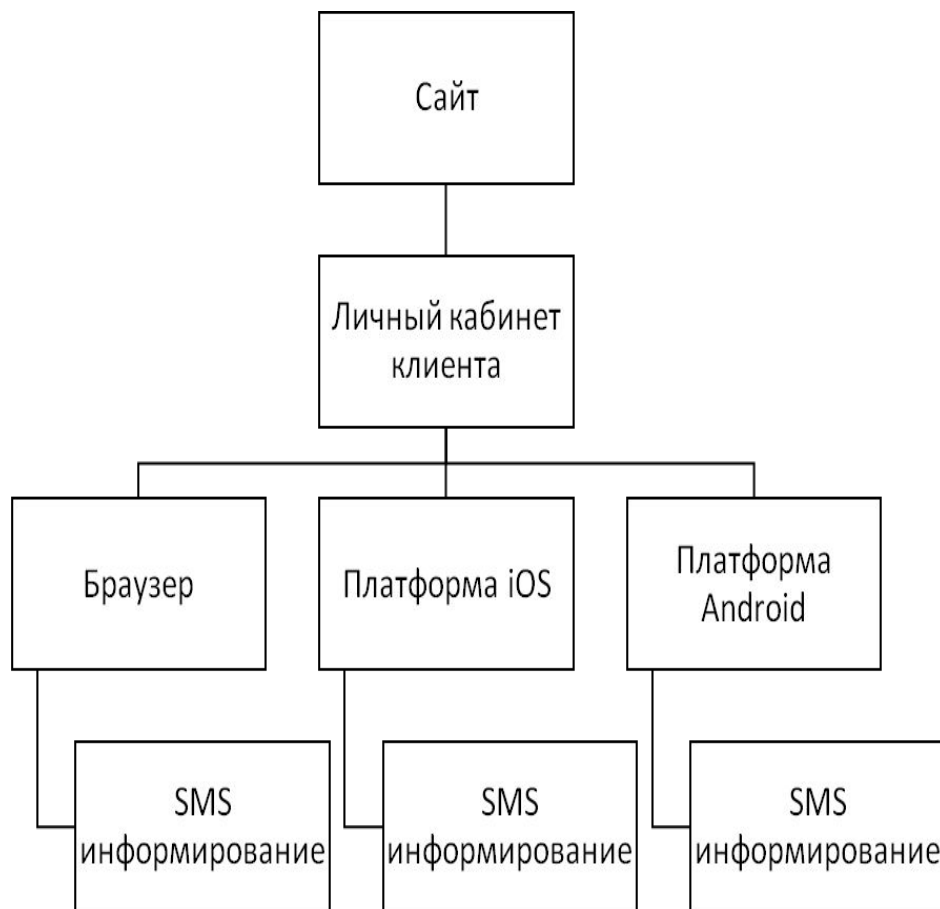 Сайт
Личный кабинет
клиента
Браузер
Платформа iOS
Платформа
Android
SMS
информирование
SMS
информирование
SMS
информирование